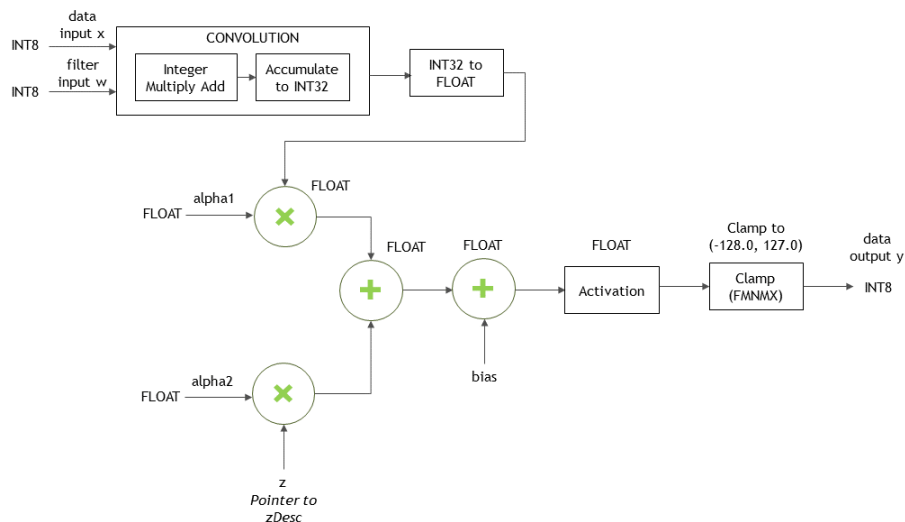 data
input x
INT8
filter
input w
INT8
CONVOLUTION
Integer
Multiply Add
Accumulate
to INT32
INT32 to
FLOAT
FLOAT
alpha1
FLOAT
FLOAT
FLOAT
FLOAT
Clamp to
(-128.0, 127.0)
data
output y
Activation
Clamp
(FMNMX)
INT8
bias
FLOAT
alpha2
z
Pointer to
zDesc